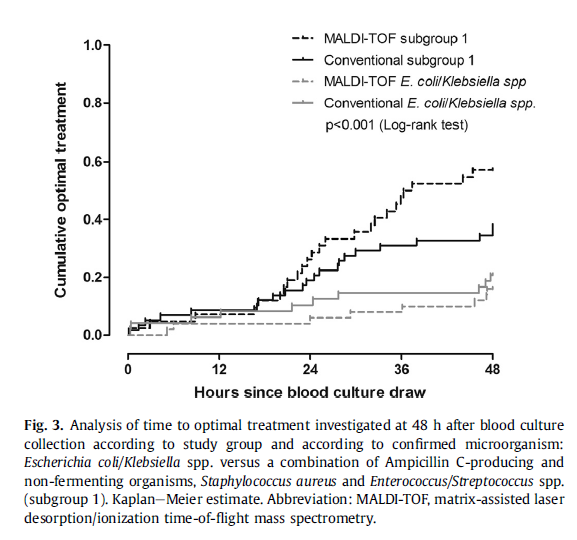 MALDI-TOF subgroup 1
Conventional subgroup 1
MALDI-TOF E. coli/Klebsiella spp
Conventional E. coli/Klebsiella spp.
p<0.001 (Log-rank test)
Cumulative optimal treatment
1.0
0.8
0.6
0.4
0.2
0.0
0 12 24 36 48
Hours since blood culture draw
Fig. 3. Analysis of time to optimal treatment investigated at 48 h after blood culture
collection according to study group and according to confirmed microorganism:
Escherichia coli/Klebsiella spp. versus a combination of Ampicillin C-producing and
non-fermenting organisms, Staphylococcus aureus and Enterococcus/Streptococcus spp.
(subgroup 1). Kaplan−Meier estimate. Abbreviation: MALDI-TOF, matrix-assisted laser
desorption/ionization time-of-flight mass spectrometry.